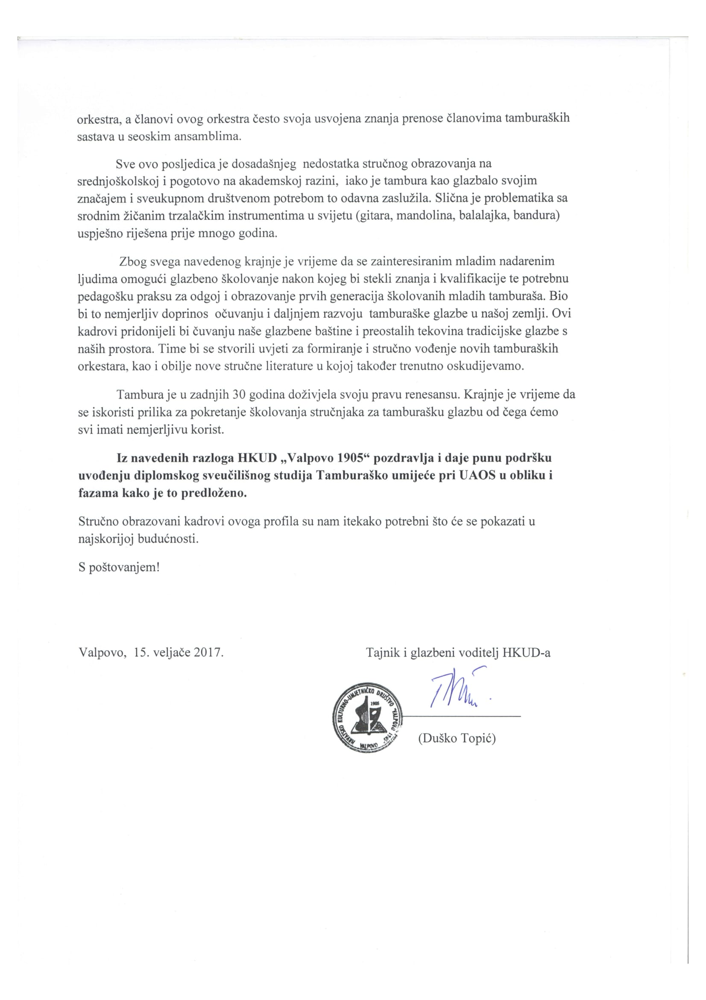 orkestra, a članovi ovog orkestra često svoja usvojena znanja prenose članovima tamburaških
sastava u seoskim ansamblima.
Sve ovo posljedica je dosadašnjeg nedostatka stručnog obrazovanja na
srednjoškolskoj i pogotovo na akademskoj razini, iako je tambura kao glazbalo svojim
značajem i sveukupnom društvenom potrebom to odavna zaslužila. Slična je problematika sa
srodnim žičanim trzalačkim instrumentima u svijetu (gitara, mandolina, balalajka, bandura)
uspješno riješena prije mnogo godina.
Zbog svega navedenog krajnje je vrijeme da se zainteresiranim mladim nadarenim
ljudima omogući glazbeno školovanje nakon kojeg bi stekli znanja i kvalifikacije te potrebnu
pedagošku praksu za odgoj i obrazovanje prvih generacija školovanih mladih tamburaša. Bio
bi to nemjerljiv doprinos očuvanju i daljnjem razvoju tamburaške glazbe u našoj zemlji. Ovi
kadrovi pridonijeli bi čuvanju naše glazbene baštine i preostalih tekovina tradicijske glazbe s
naših prostora. Time bi se stvorili uvjeti za formiranje i stručno vođenje novih tamburaških
orkestara, kao i obilje nove stručne literature u kojoj također trenutno oskudijevamo.
Tambura je u zadnjih 30 godina doživjela svoju pravu renesansu. Krajnje je vrijeme da
se iskoristi prilika za pokretanje školovanja stručnjaka za tamburašku glazbu od čega ćemo
svi imati nemjerljivu korist.
Iz navedenih razloga HKUD „Valpovo 1905“ pozdravlja i daje punu podršku
uvođenju diplomskog sveučilišnog studija Tamburaško umijeće pri UAOS u obliku i
fazama kako je to predloženo.
Stručno obrazovani kadrovi ovoga profila su nam itekako potrebni što će se pokazati u
najskorijoj budućnosti.
S poštovanjem!
Valpovo, 15. veljače 2017.
Tajnik i glazbeni voditelj HKUD-a
HRVATSKO KULTURNO-UMJETNIČKO DRUŠTVO "VALPOVO 1905"
1905
VALPOVO
(Duško Topić)